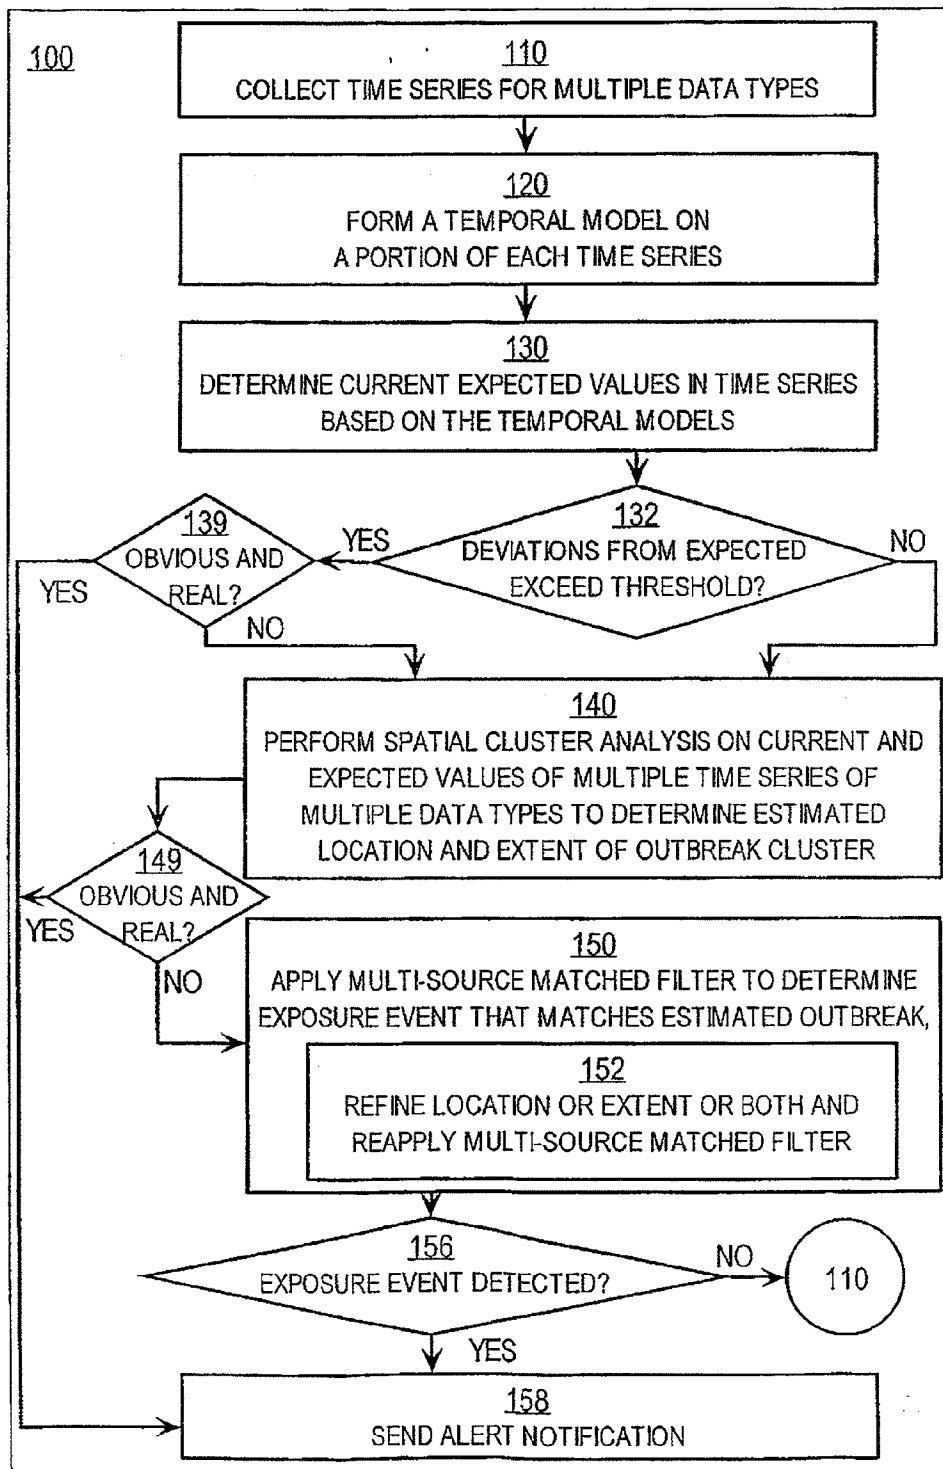 100
110
COLLECT TIME SERIES FOR MULTIPLE DATA TYPES
120
FORM A TEMPORAL MODEL ON
A PORTION OF EACH TIME SERIES
130
DETERMINE CURRENT EXPECTED VALUES IN TIME SERIES
BASED ON THE TEMPORAL MODELS
132
DEVIATIONS FROM EXPECTED
EXCEED THRESHOLD?
YES
NO
139
OBVIOUS AND
REAL?
YES
NO
140
PERFORM SPATIAL CLUSTER ANALYSIS ON CURRENT AND
EXPECTED VALUES OF MULTIPLE TIME SERIES OF
MULTIPLE DATA TYPES TO DETERMINE ESTIMATED
LOCATION AND EXTENT OF OUTBREAK CLUSTER
149
OBVIOUS AND
REAL?
YES
NO
150
APPLY MULTI-SOURCE MATCHED FILTER TO DETERMINE
EXPOSURE EVENT THAT MATCHES ESTIMATED OUTBREAK,
152
REFINE LOCATION OR EXTENT OR BOTH AND
REAPPLY MULTI-SOURCE MATCHED FILTER
156
EXPOSURE EVENT DETECTED?
NO
110
YES
158
SEND ALERT NOTIFICATION